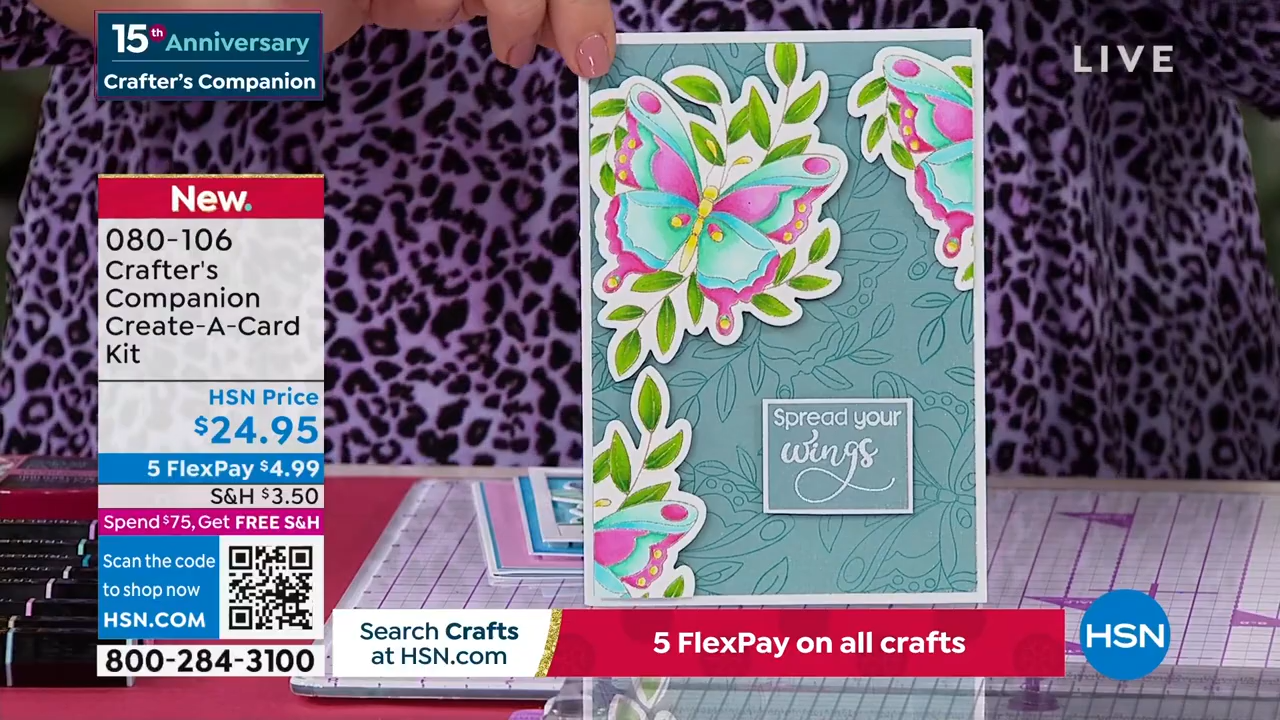 15th Anniversary
Crafter's Companion
LIVE
New.
080-106
Crafter's
Companion
Create-A-Card
Kit
HSN Price
$24.95
5 FlexPay $4.99
S&H $3.50
Spend $75, Get FREE S&H
Scan the code
to shop now
HSN.COM
800-284-3100
Spread your
wings
Search Crafts
at HSN.com
5 FlexPay on all crafts
HSN